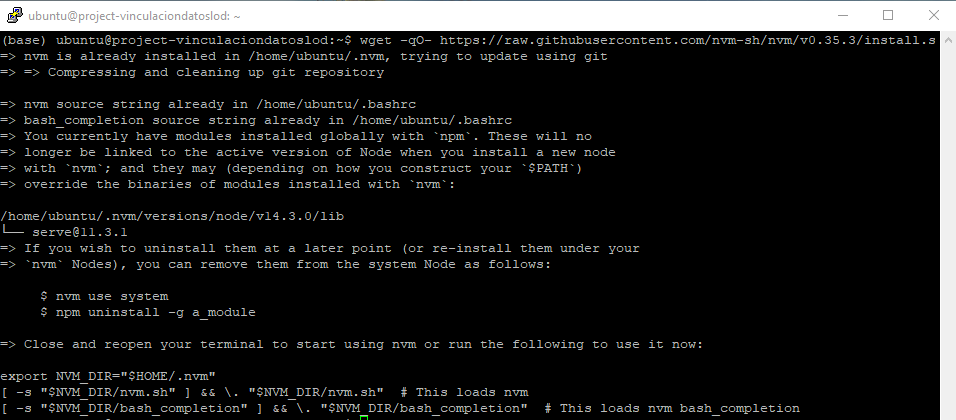 ubuntu@project-vinculaciondatoslod: ~
(base) ubuntu@project-vinculaciondatoslod:~$ wget -qO- https://raw.githubusercontent.com/nvm-sh/nvm/v0.35.3/install.s
=> nvm is already installed in /home/ubuntu/.nvm, trying to update using git
=> => Compressing and cleaning up git repository
=> nvm source string already in /home/ubuntu/.bashrc
=> bash_completion source string already in /home/ubuntu/.bashrc
=> You currently have modules installed globally with `npm`. These will no
=> longer be linked to the active version of Node when you install a new node
=> with `nvm`; and they may (depending on how you construct your `$PATH`)
=> override the binaries of modules installed with `nvm`:
/home/ubuntu/.nvm/versions/node/v14.3.0/lib
└── serve@11.3.1
=> If you wish to uninstall them at a later point (or re-install them under your
=> `nvm` Nodes), you can remove them from the system Node as follows:
$ nvm use system
$ npm uninstall -g a_module
=> Close and reopen your terminal to start using nvm or run the following to use it now:
export NVM_DIR="$HOME/.nvm"
[ -s "$NVM_DIR/nvm.sh" ] && \. "$NVM_DIR/nvm.sh"  # This loads nvm
[ -s "$NVM_DIR/bash_completion" ] && \. "$NVM_DIR/bash_completion"  # This loads nvm bash_completion